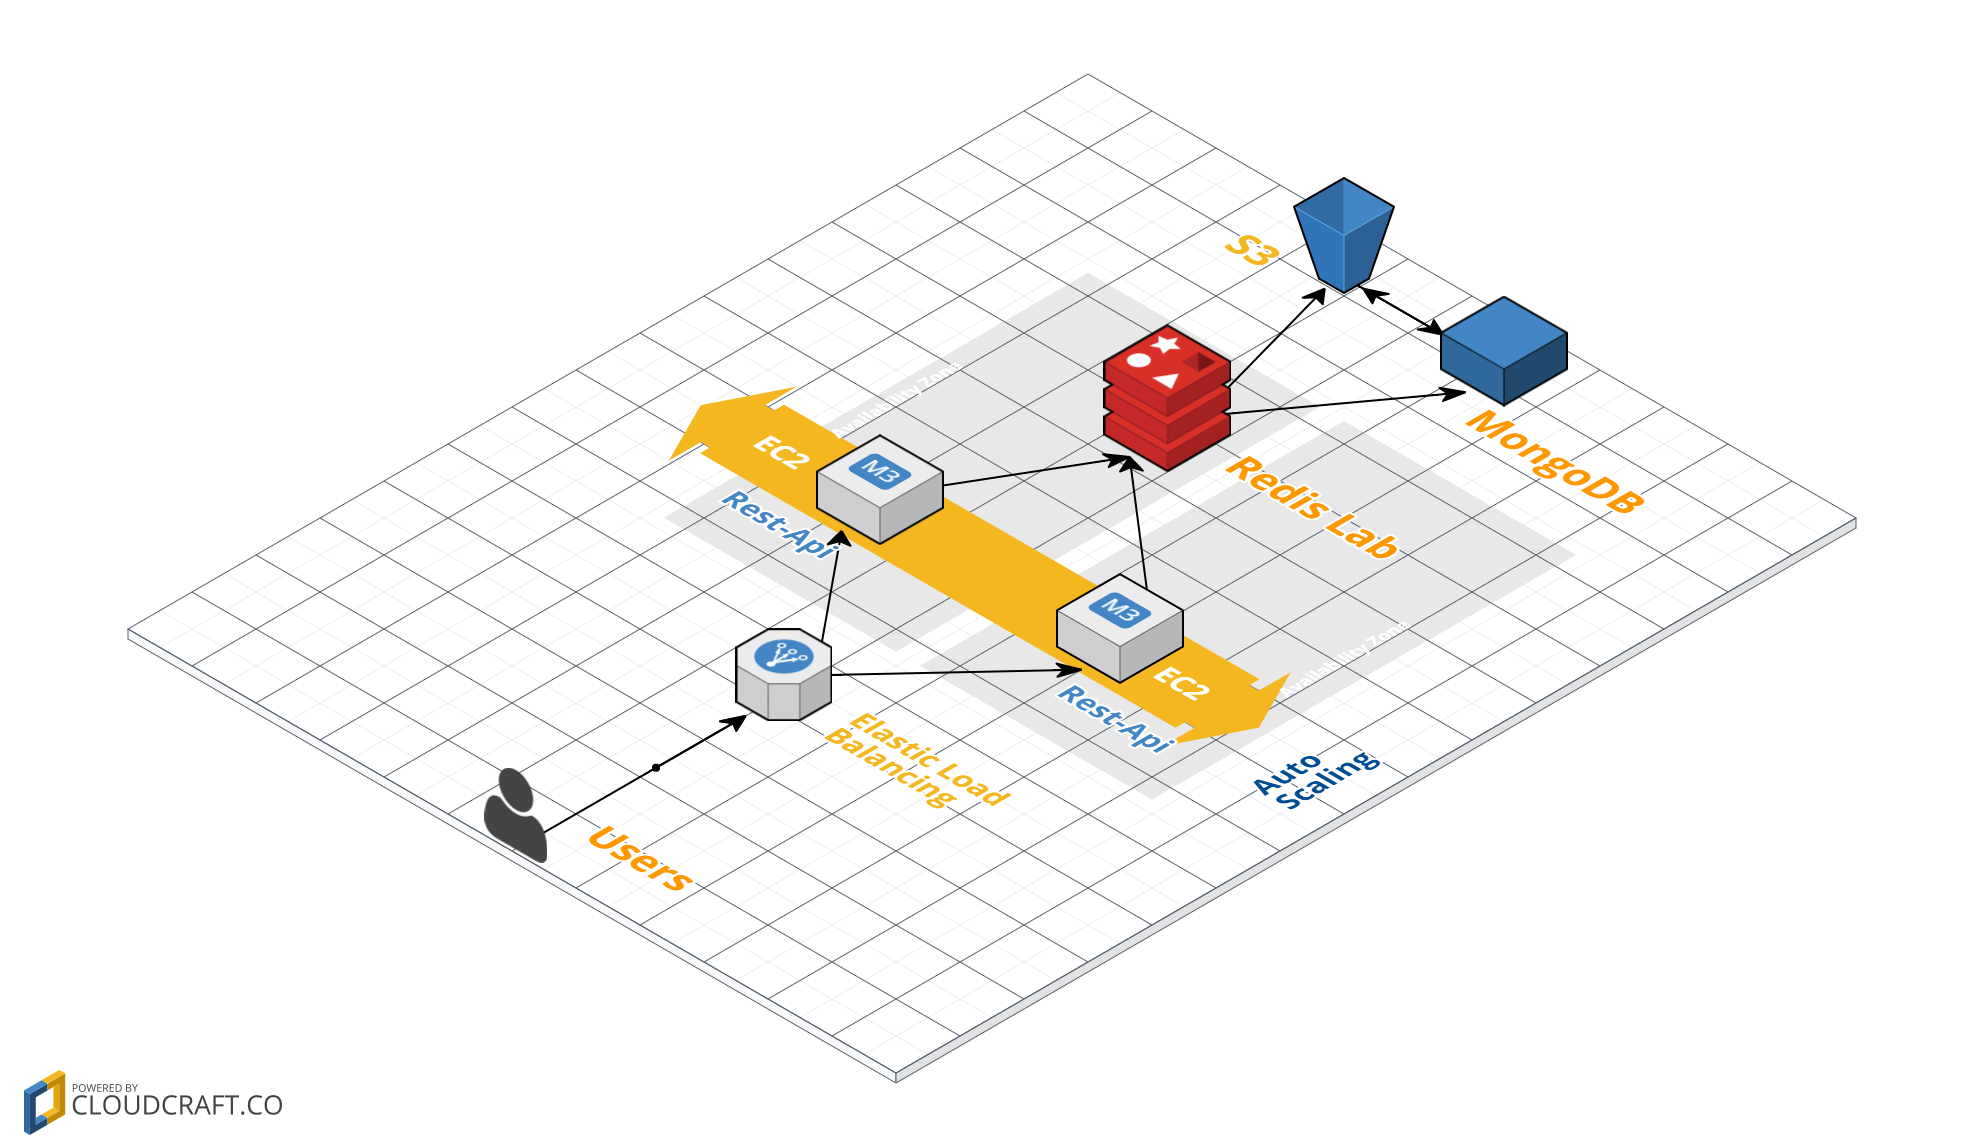 S3
Availability Zone
EC2
M3
MongoDB
Redis Lab
Rest-Api
M3
EC2
Availability Zone
Rest-Api
Elastic Load
Balancing
Auto
Scaling
Users
POWERED BY
CLOUDCRAFT.CO